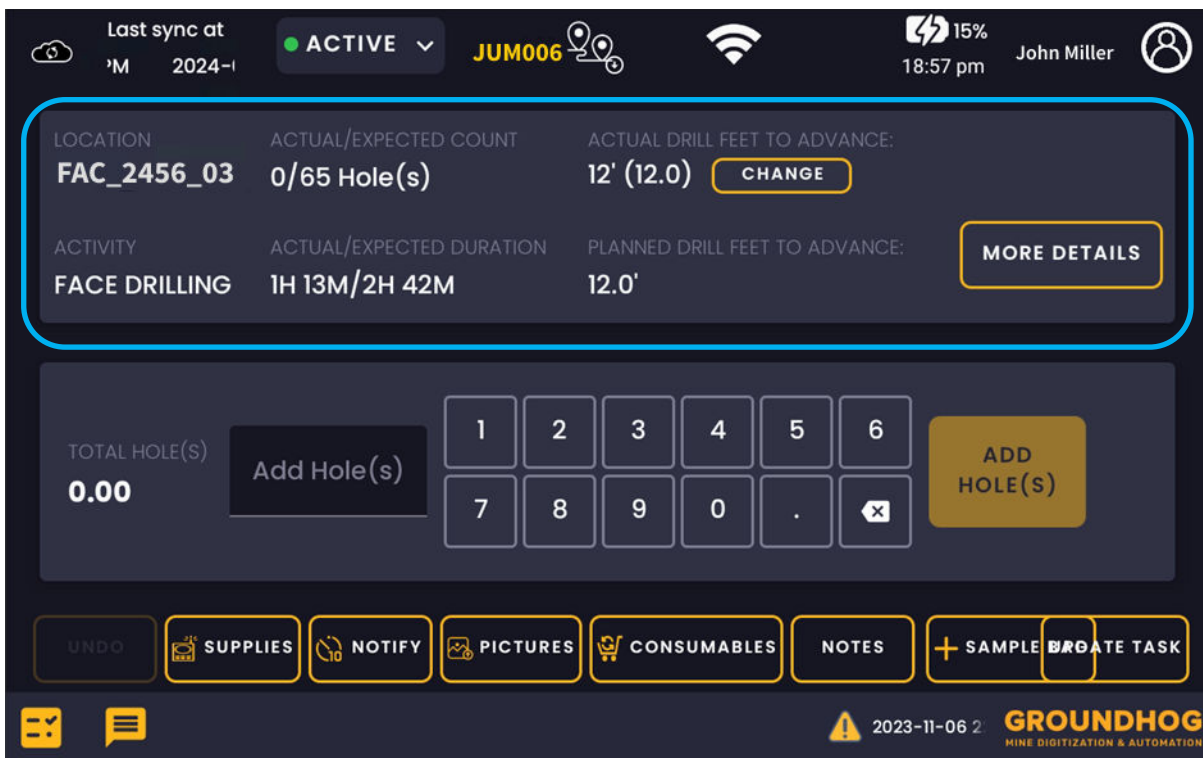 Last sync at
'M 2024-
ACTIVE
JUM006
15%
18:57 pm
John Miller
LOCATION
FAC_2456_03
ACTUAL/EXPECTED COUNT
0/65 Hole(s)
ACTUAL DRILL FEET TO ADVANCE:
12' (12.0)
CHANGE
ACTIVITY
FACE DRILLING
ACTUAL/EXPECTED DURATION
1H 13M/2H 42M
PLANNED DRILL FEET TO ADVANCE:
12.0'
MORE DETAILS
TOTAL HOLE(S)
0.00
Add Hole(s)
1 2 3 4 5 6
7 8 9 0 .
ADD
HOLE(S)
UNDO
SUPPLIES
10
NOTIFY
PICTURES
CONSUMABLES
NOTES
+ SAMPLE
TASK
2023-11-06 2
GROUNDHOG
MINE DIGITIZATION & AUTOMATION